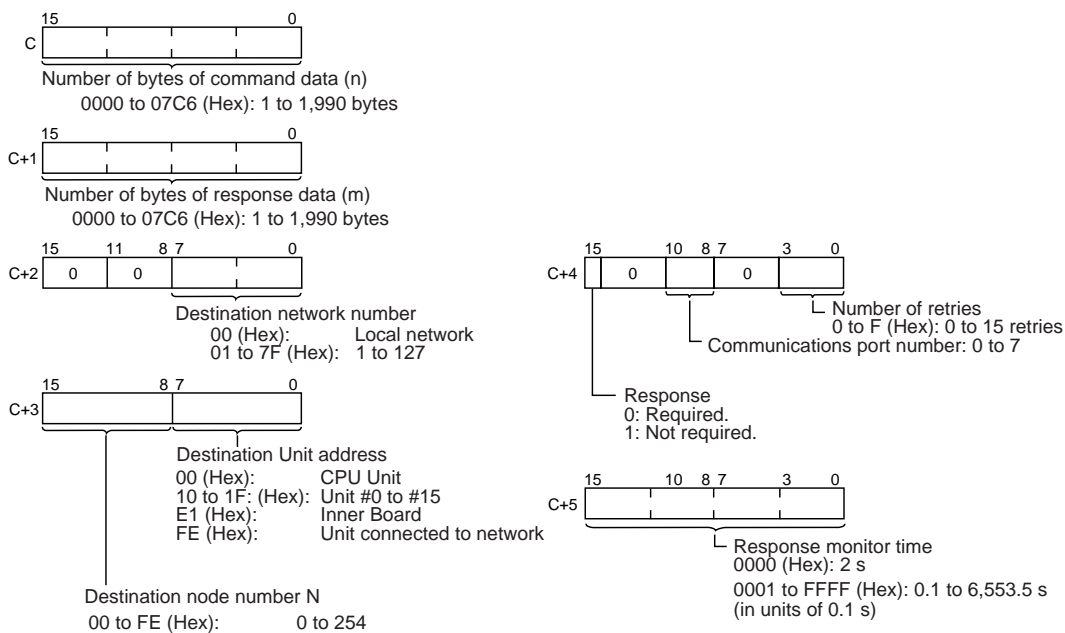 15 0
C
Number of bytes of command data (n)
0000 to 07C6 (Hex): 1 to 1,990 bytes
15 0
C+1
Number of bytes of response data (m)
0000 to 07C6 (Hex): 1 to 1,990 bytes
15 11 8 7 0
C+2 0 0
Destination network number
00 (Hex): Local network
01 to 7F (Hex): 1 to 127
15 8 7 0
C+3
Destination Unit address
00 (Hex): CPU Unit
10 to 1F: (Hex): Unit #0 to #15
E1 (Hex): Inner Board
FE (Hex): Unit connected to network
Destination node number N
00 to FE (Hex): 0 to 254
15 10 8 7 3 0
C+4 0 0
Number of retries
0 to F (Hex): 0 to 15 retries
Communications port number: 0 to 7
Response
0: Required.
1: Not required.
15 10 8 7 3 0
C+5
Response monitor time
0000 (Hex): 2 s
0001 to FFFF (Hex): 0.1 to 6,553.5 s
(in units of 0.1 s)